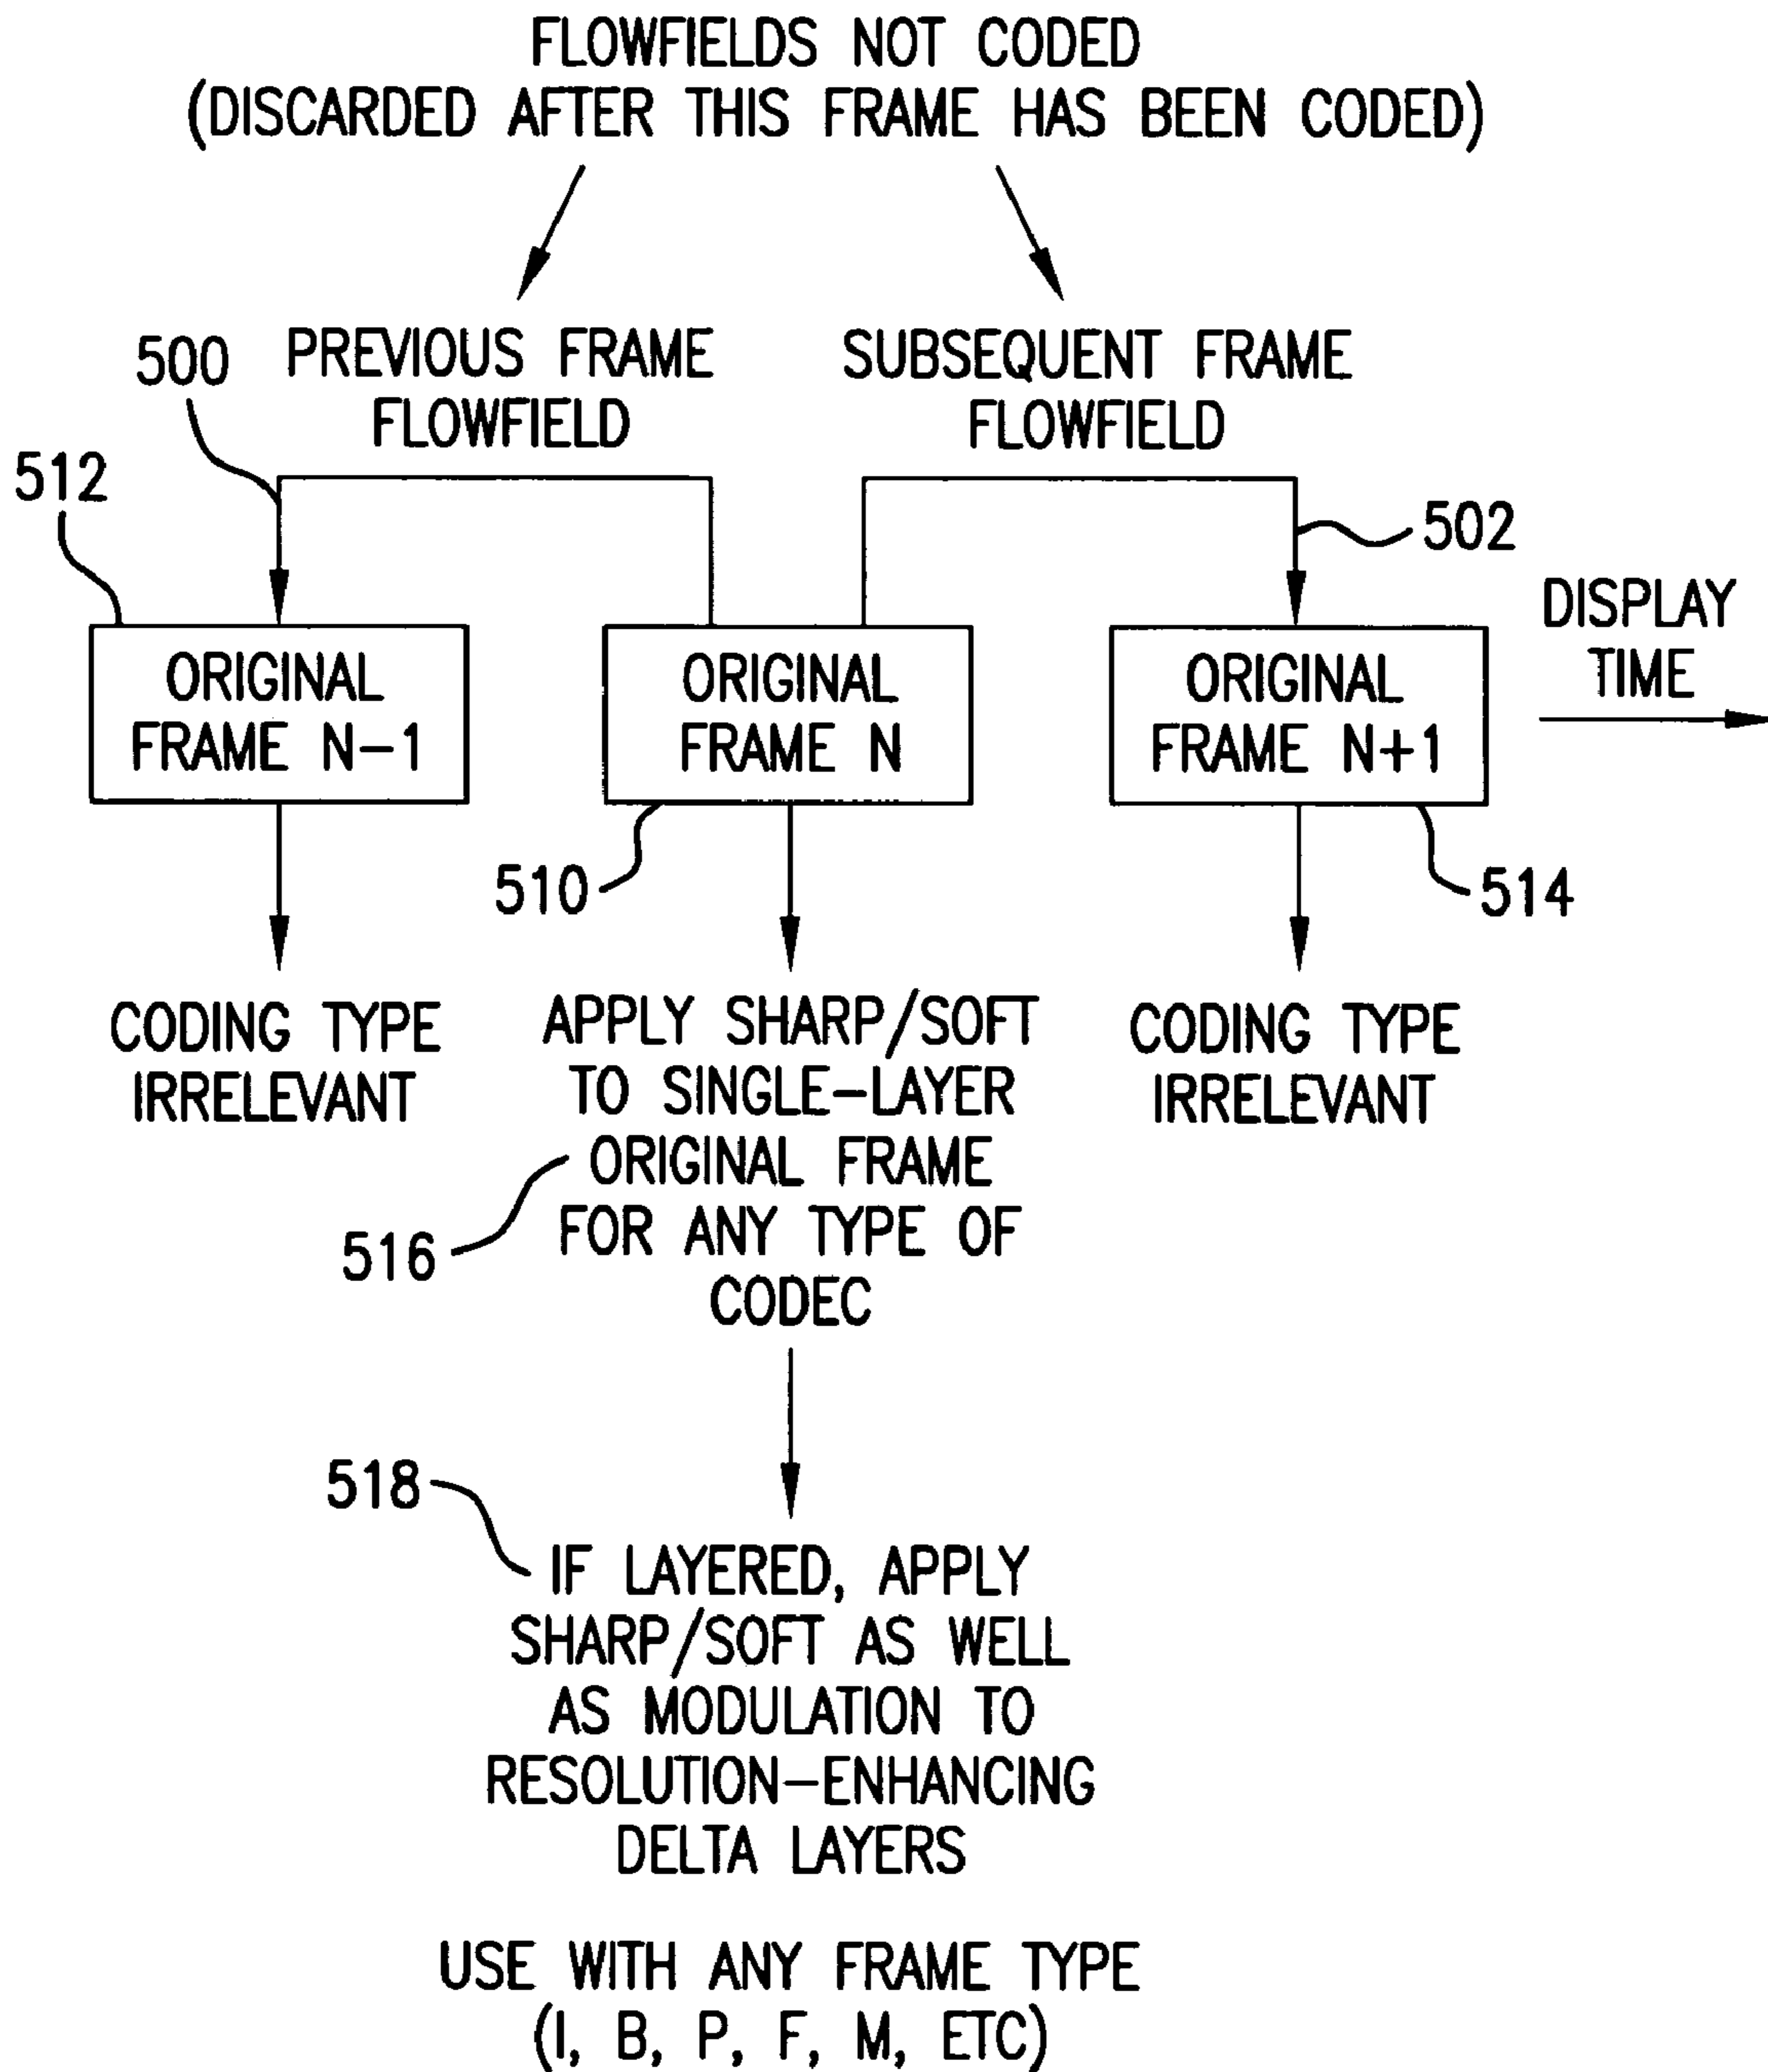 FLOWFIELDS NOT CODED
(DISCARDED AFTER THIS FRAME HAS BEEN CODED)
500
PREVIOUS FRAME
FLOWFIELD
SUBSEQUENT FRAME
FLOWFIELD
512
502
DISPLAY
TIME
ORIGINAL
FRAME N-1
ORIGINAL
FRAME N
ORIGINAL
FRAME N+1
510
514
CODING TYPE
IRRELEVANT
APPLY SHARP/SOFT
TO SINGLE-LAYER
ORIGINAL FRAME
FOR ANY TYPE OF
CODEC
CODING TYPE
IRRELEVANT
516
518
IF LAYERED, APPLY
SHARP/SOFT AS WELL
AS MODULATION TO
RESOLUTION-ENHANCING
DELTA LAYERS
USE WITH ANY FRAME TYPE
(I, B, P, F, M, ETC)